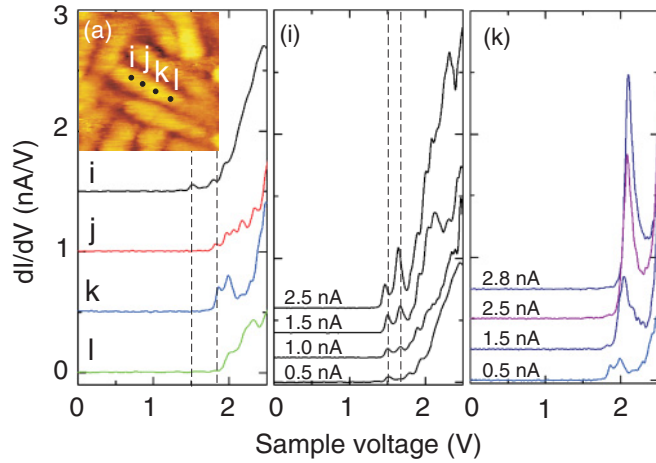 dI/dV (nA/V)
3
2
1
0
(a)
i j k l
i
j
k
l
(i)
2.5 nA
1.5 nA
1.0 nA
0.5 nA
(k)
2.8 nA
2.5 nA
1.5 nA
0.5 nA
0 1 2 0 1 2 0 1 2
Sample voltage (V)